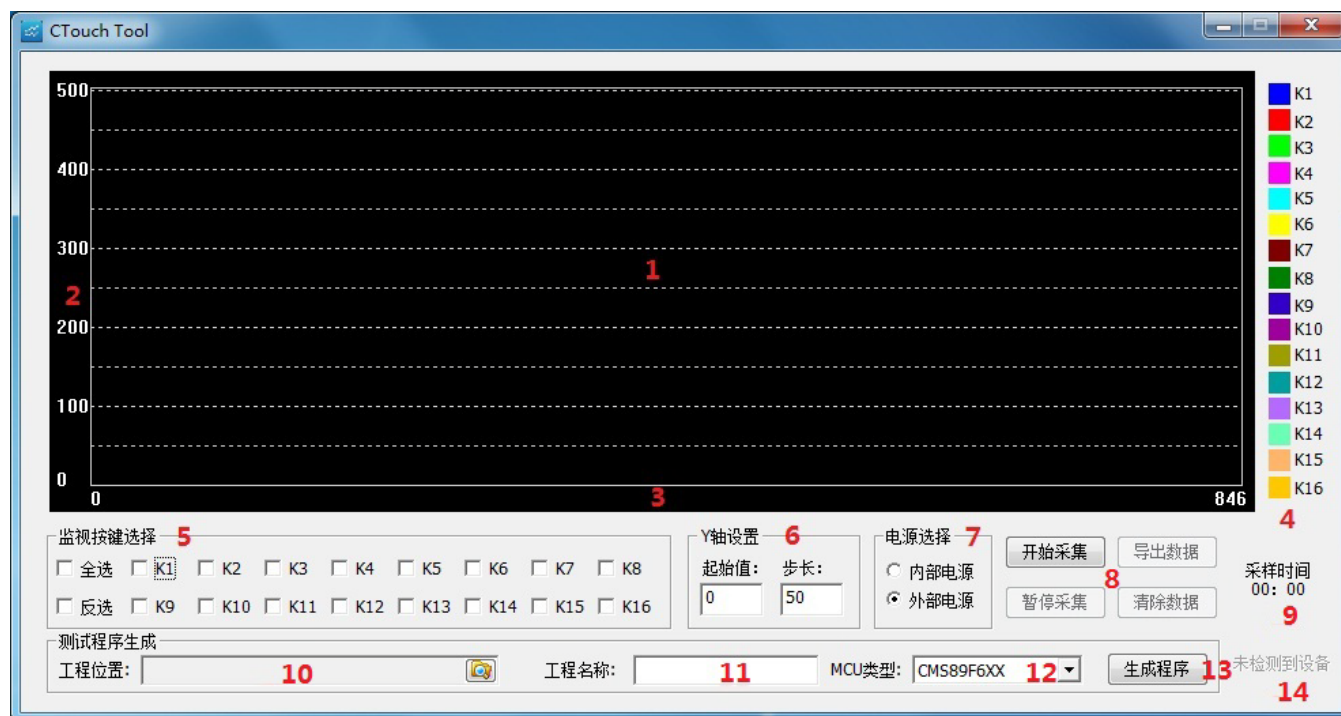 CTouch Tool
500
400
300
200
100
0
0
846
1
2
3
K1
K2
K3
K4
K5
K6
K7
K8
K9
K10
K11
K12
K13
K14
K15
K16
4
监视按键选择 5
全选 K1 K2 K3 K4 K5 K6 K7 K8
反选 K9 K10 K11 K12 K13 K14 K15 K16
Y轴设置 6
起始值: 步长:
0 50
电源选择 7
内部电源
外部电源
开始采集 导出数据
8
暂停采集 清除数据
采样时间
00: 00
9
测试程序生成
工程位置: 10 工程名称: 11 MCU类型: CMS89F6XX 12 生成程序 13
未检测到设备
14